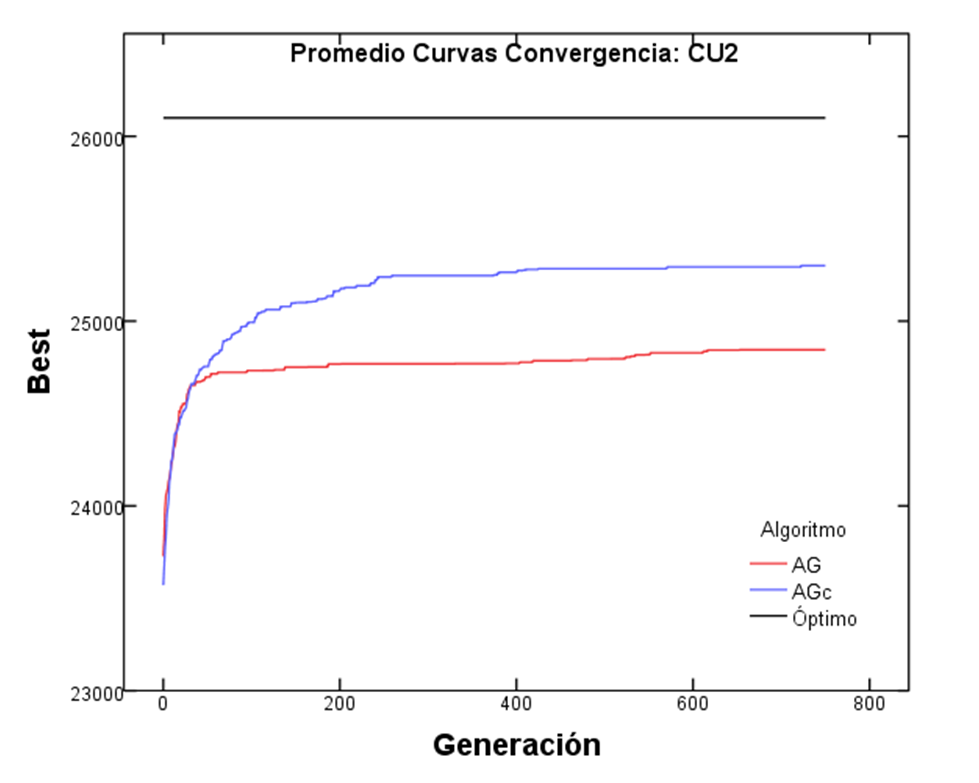 Promedio Curvas Convergencia: CU2
26000
25000
24000
23000
Best
0 200 400 600 800
Generación
Algoritmo
AG
AGc
Óptimo